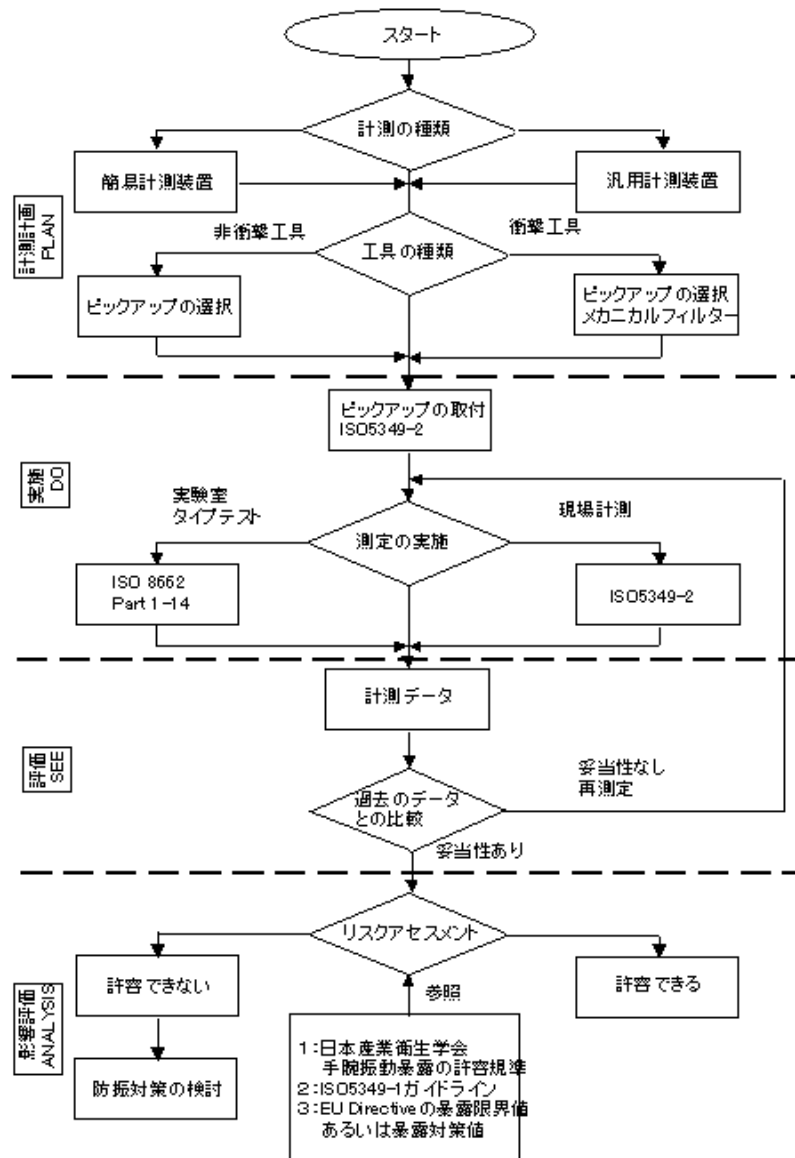 スタート
計測の種類
簡易計測装置
汎用計測装置
計測計画
PLAN
非衝撃工具
衝撃工具
工具の種類
ピックアップの選択
ピックアップの選択
メカニカルフィルター
ピックアップの取付
ISO5349-2
実施
DO
実験室
タイプテスト
現場計測
測定の実施
ISO 8662
Part 1-14
ISO5349-2
計測データ
評価
SEE
過去のデータ
との比較
妥当性なし
再測定
妥当性あり
リスクアセスメント
許容できない
許容できる
影響評価
ANALYSIS
参照
防振対策の検討
1:日本産業衛生学会
手腕振動暴露の許容規準
2:ISO5349-1ガイドライン
3:EU Directiveの暴露限界値
あるいは暴露対策値